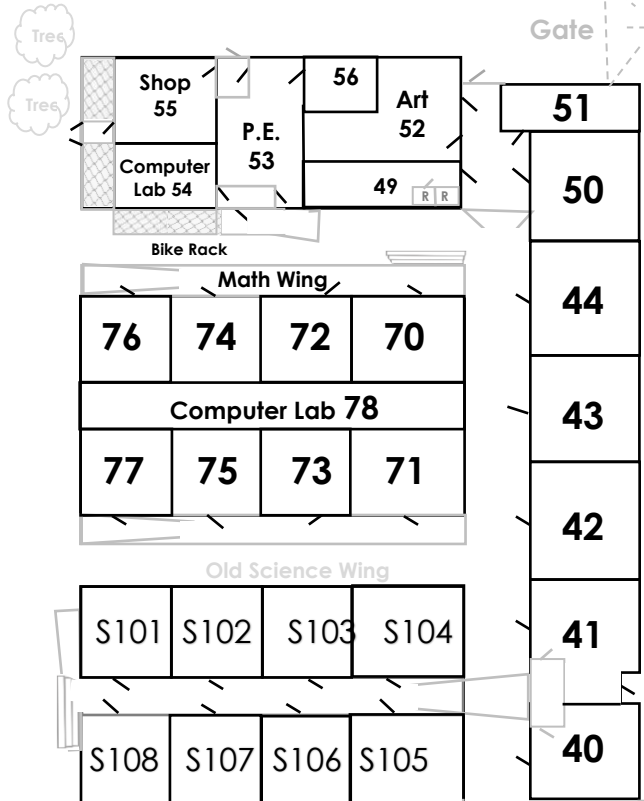 Tree
Gate
Tree
Shop
55
56
Art
52
51
P.E.
53
Computer
Lab 54
49
R R
50
Bike Rack
Math Wing
44
76 74 72 70
Computer Lab 78
43
77 75 73 71
42
Old Science Wing
S101 S102 S103 S104
41
S108 S107 S106 S105
40